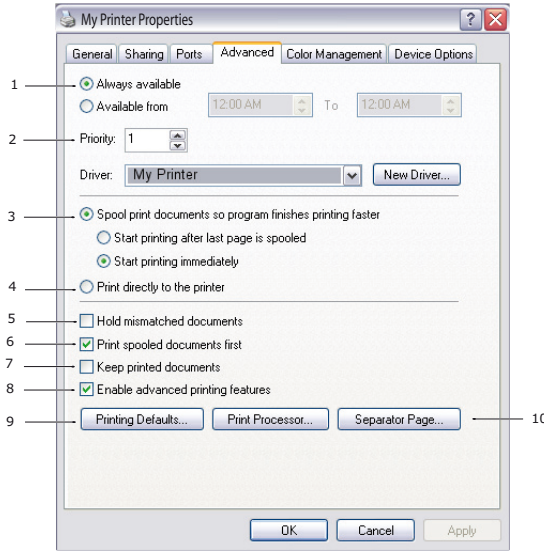 My Printer Properties
General Sharing Ports Advanced Color Management Device Options
1 Always available
Available from 12:00 AM To 12:00 AM
2 Priority: 1
Driver: My Printer New Driver...
3 Spool print documents so program finishes printing faster
Start printing after last page is spooled
Start printing immediately
4 Print directly to the printer
5 Hold mismatched documents
6 Print spooled documents first
7 Keep printed documents
8 Enable advanced printing features
9 Printing Defaults... Print Processor... Separator Page... 10
OK Cancel Apply